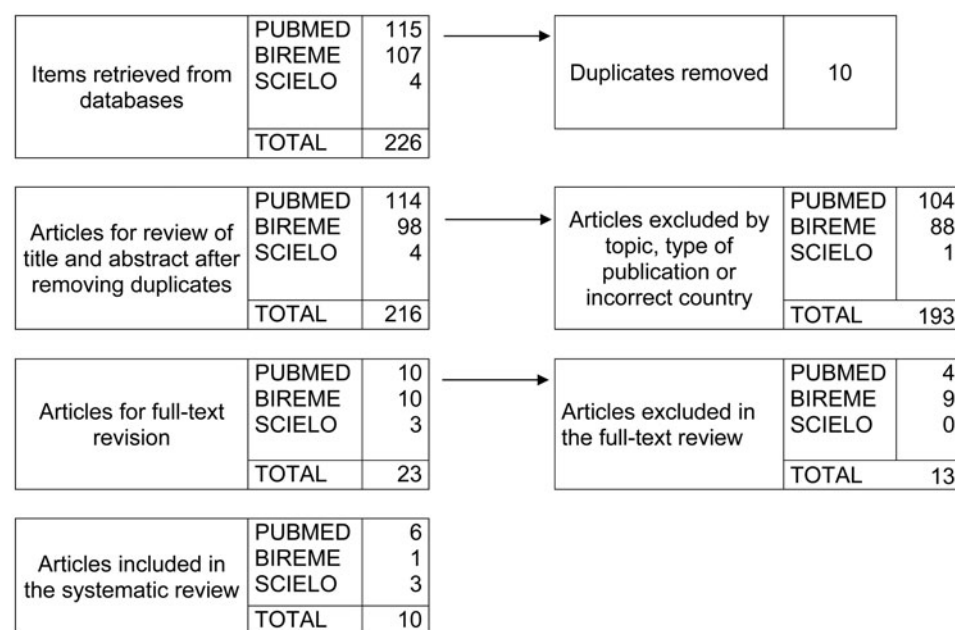 Items retrieved from
databases
PUBMED 115
BIREME 107
SCIELO 4
TOTAL 226
Duplicates removed 10
Articles for review of
title and abstract after
removing duplicates
PUBMED 114
BIREME 98
SCIELO 4
TOTAL 216
Articles excluded by
topic, type of
publication or
incorrect country
PUBMED 104
BIREME 88
SCIELO 1
TOTAL 193
Articles for full-text
revision
PUBMED 10
BIREME 10
SCIELO 3
TOTAL 23
Articles excluded in
the full-text review
PUBMED 4
BIREME 9
SCIELO 0
TOTAL 13
Articles included in
the systematic review
PUBMED 6
BIREME 1
SCIELO 3
TOTAL 10